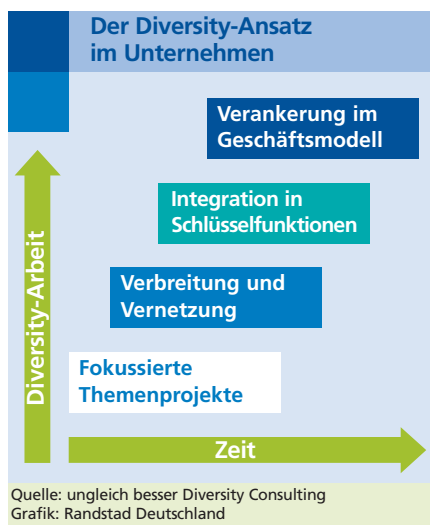 Der Diversity-Ansatz
im Unternehmen
Verankerung im
Geschäftsmodell
Integration in
Schlüsselfunktionen
Verbreitung und
Vernetzung
Fokussierte
Themenprojekte
Diversity-Arbeit
Zeit
Quelle: ungleich besser Diversity Consulting
Grafik: Randstad Deutschland